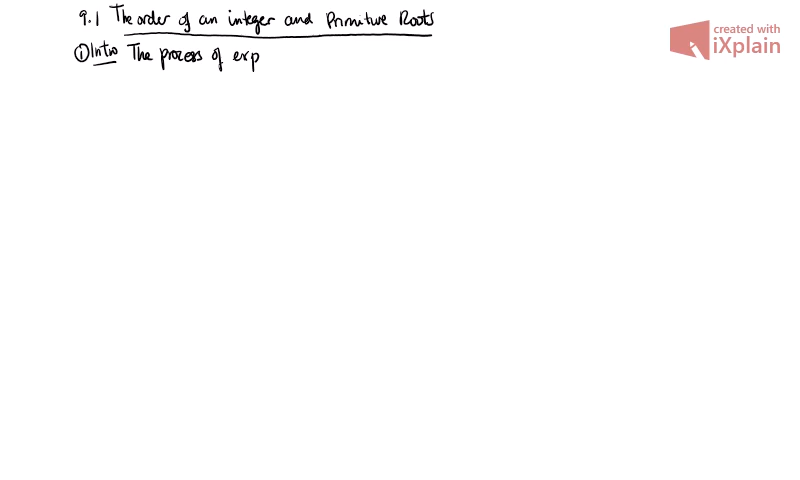 9.1 The order of an integer and Primitive Roots
① Intro The process of exp
created with
iXplain